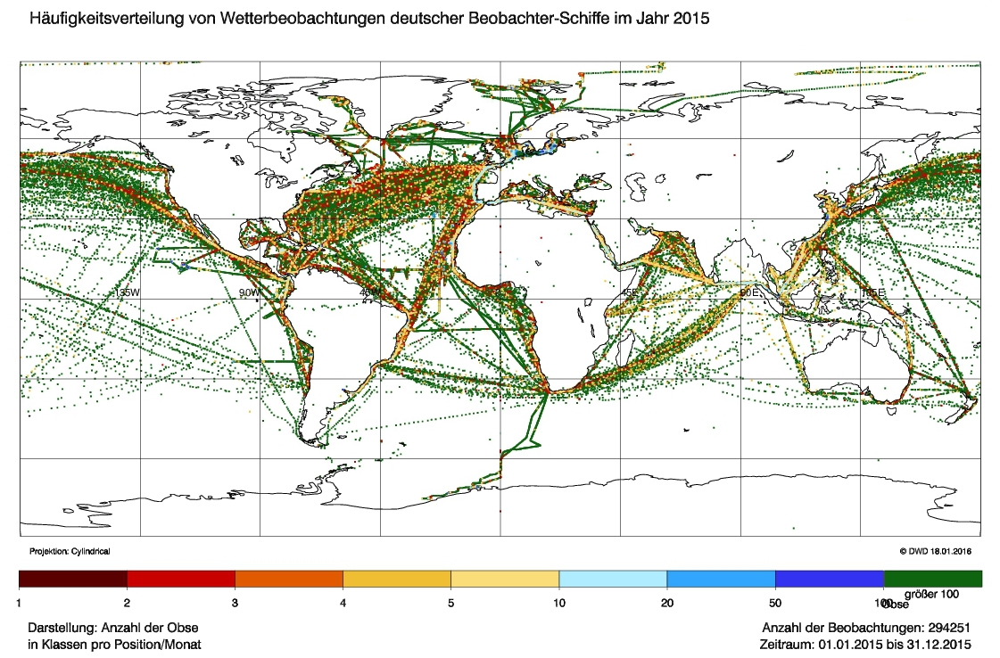 Häufigkeitsverteilung von Wetterbeobachtungen deutscher Beobachter-Schiffe im Jahr 2015
135W 90W 45W 45E 90E 135E
Projektion: Cylindrical © DWD 18.01.2016
größer 100
1 2 3 4 5 10 20 50 100 Obse
Darstellung: Anzahl der Obse Anzahl der Beobachtungen: 294251
in Klassen pro Position/Monat Zeitraum: 01.01.2015 bis 31.12.2015